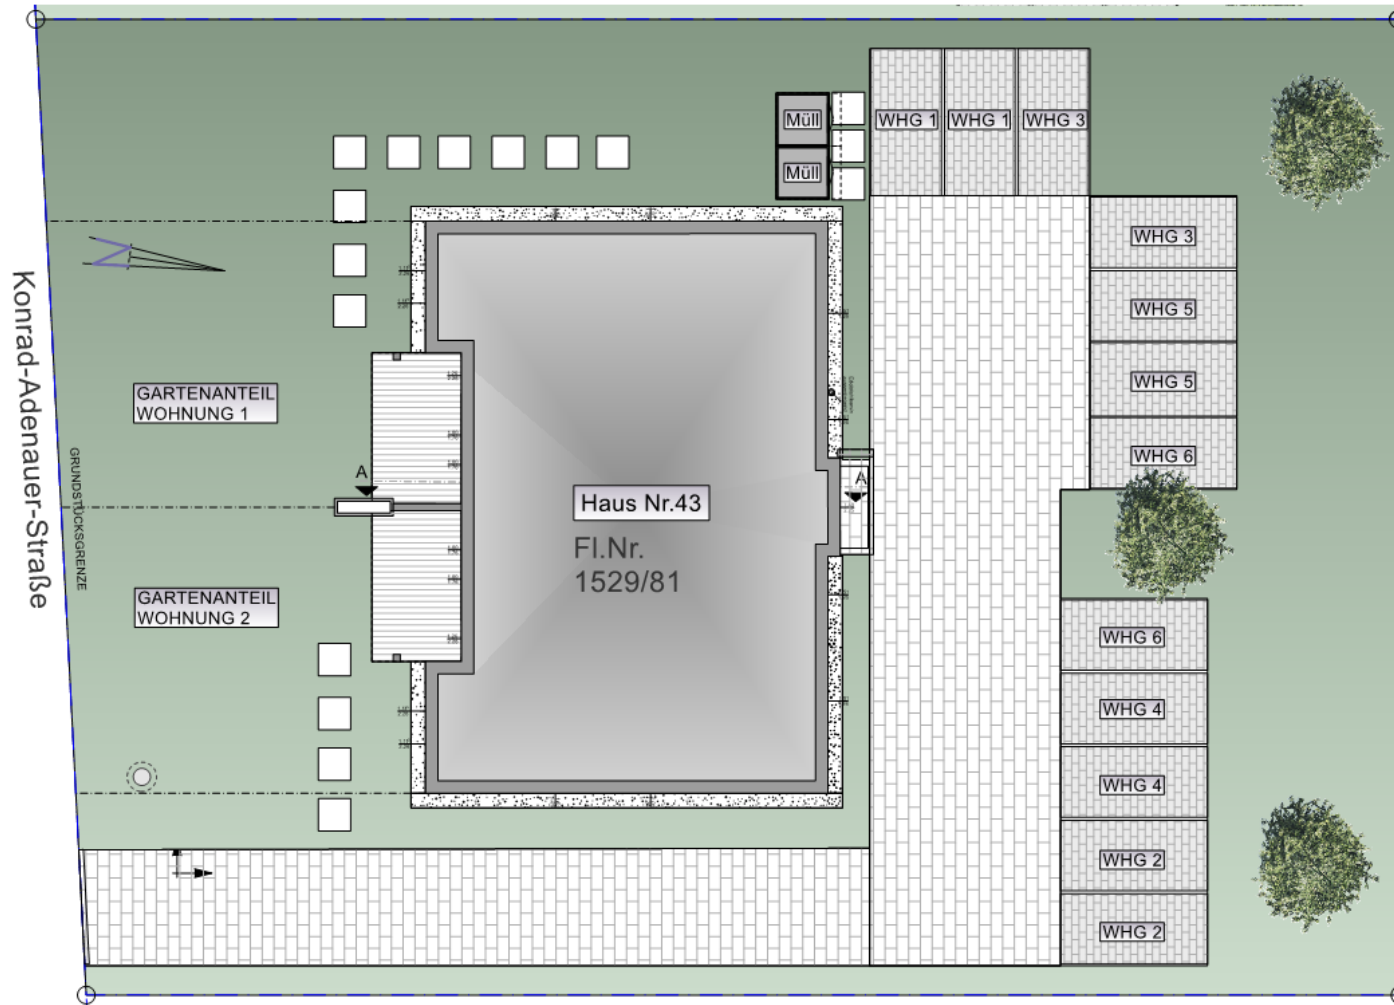 Müll
WHG 1
WHG 1
WHG 3
Müll
WHG 3
N
WHG 5
Konrad-Adenauer-Straße
GARTENANTEIL
WOHNUNG 1
WHG 5
GRUNDSTÜCKSGRENZE
WHG 6
A
A
Haus Nr.43
Fl.Nr.
1529/81
GARTENANTEIL
WOHNUNG 2
WHG 6
WHG 4
WHG 4
WHG 2
WHG 2